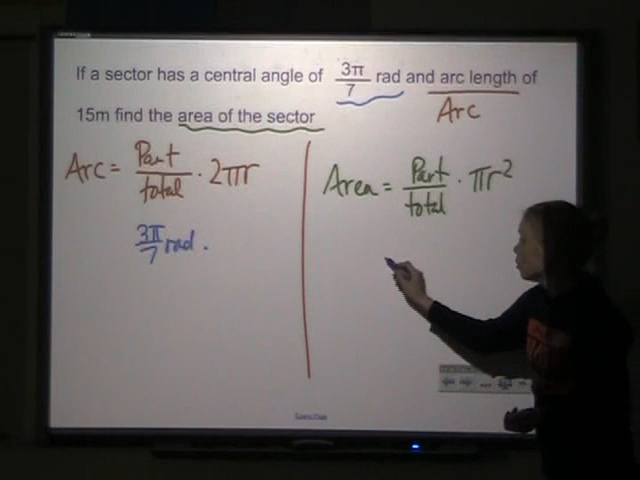 If a sector has a central angle of 3π/7 rad and arc length of
15m find the area of the sector
Arc
Arc = Part/total · 2πr
3π/7 rad.
Area = Part/total · πr²